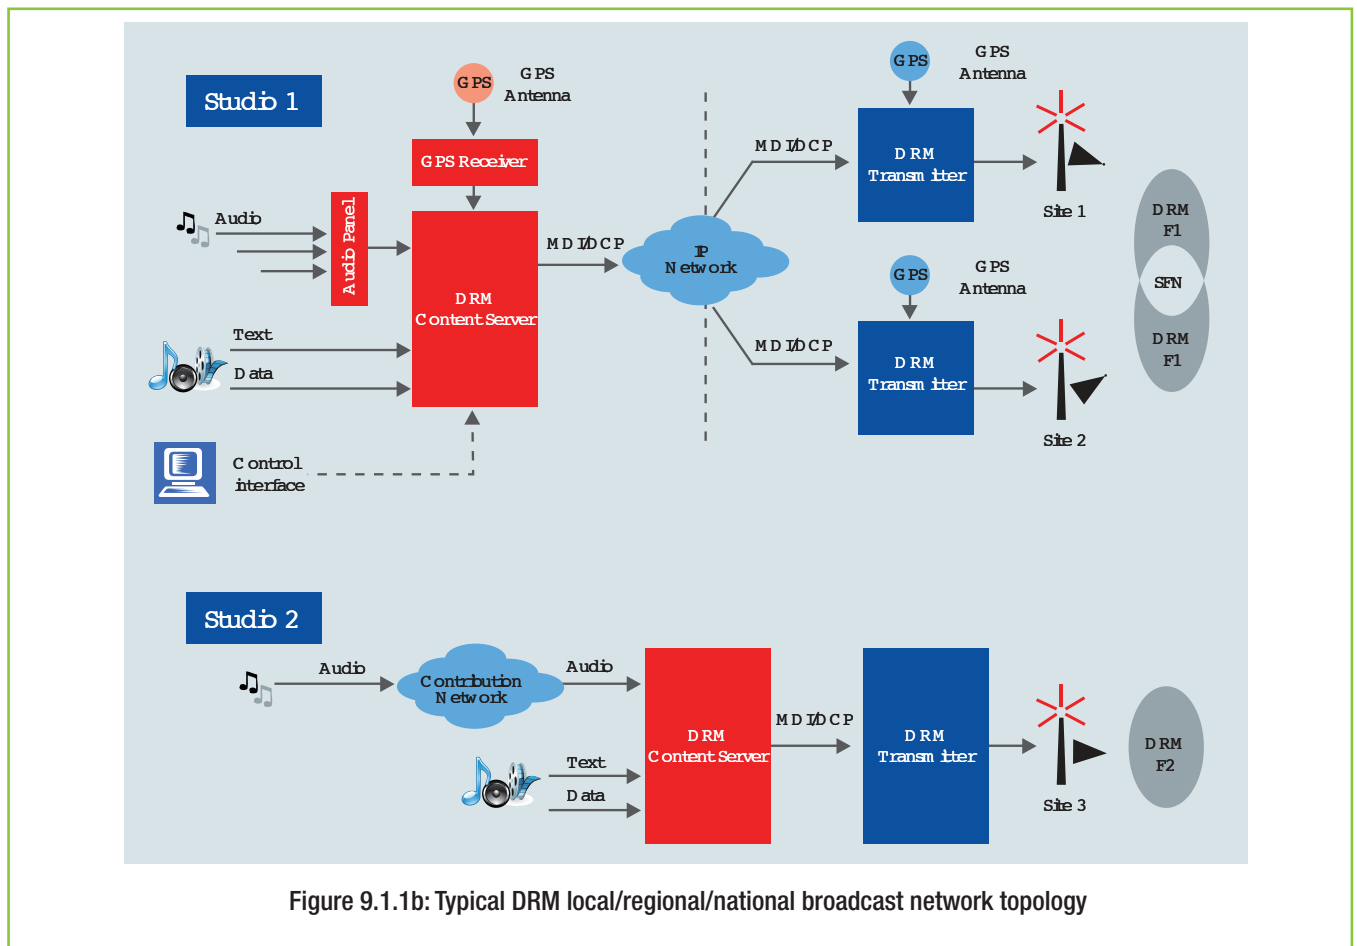 Studio 1
GPS
GPS
Antenna
GPS Receiver
Audio
Audio Panel
MDI/DCP
DRM
Content Server
Text
Data
Control
interface
IP
Network
MDI/DCP
GPS
GPS
Antenna
DRM
Transmitter
Site 1
MDI/DCP
GPS
GPS
Antenna
DRM
Transmitter
Site 2
DRM
F1
SFN
DRM
F1
Studio 2
Audio
Contribution
Network
Audio
Text
Data
DRM
Content Server
MDI/DCP
DRM
Transmitter
Site 3
DRM
F2
Figure 9.1.1b: Typical DRM local/regional/national broadcast network topology